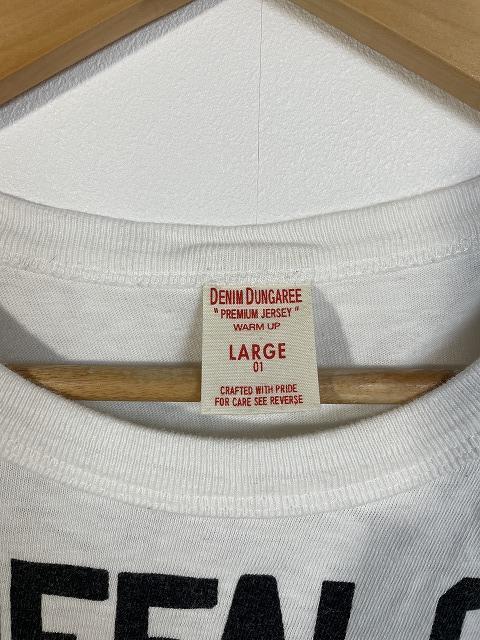 DENIM DUNGAREE
" PREMIUM JERSEY "
WARM UP
LARGE
01
CRAFTED WITH PRIDE
FOR CARE SEE REVERSE